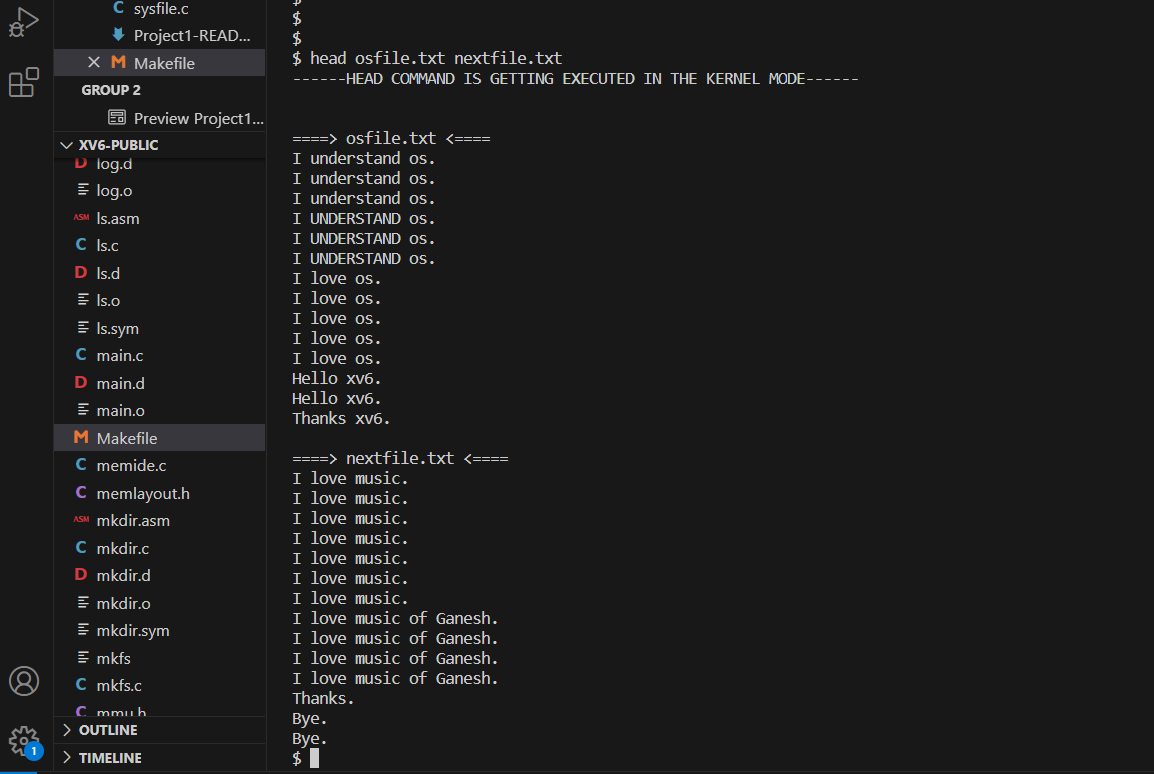 sysfile.c
Project1-READ...
Makefile
GROUP 2
Preview Project1...
XV6-PUBLIC
log.d
log.o
ls.asm
ls.c
ls.d
ls.o
ls.sym
main.c
main.d
main.o
Makefile
memide.c
memlayout.h
mkdir.asm
mkdir.c
mkdir.d
mkdir.o
mkdir.sym
mkfs
mkfs.c
mmu.h
OUTLINE
TIMELINE
1
$
$
$
$ head osfile.txt nextfile.txt
------HEAD COMMAND IS GETTING EXECUTED IN THE KERNEL MODE------
====> osfile.txt <====
I understand os.
I understand os.
I understand os.
I UNDERSTAND os.
I UNDERSTAND os.
I UNDERSTAND os.
I love os.
I love os.
I love os.
I love os.
I love os.
Hello xv6.
Hello xv6.
Thanks xv6.
====> nextfile.txt <====
I love music.
I love music.
I love music.
I love music.
I love music.
I love music.
I love music.
I love music of Ganesh.
I love music of Ganesh.
I love music of Ganesh.
I love music of Ganesh.
Thanks.
Bye.
Bye.
$